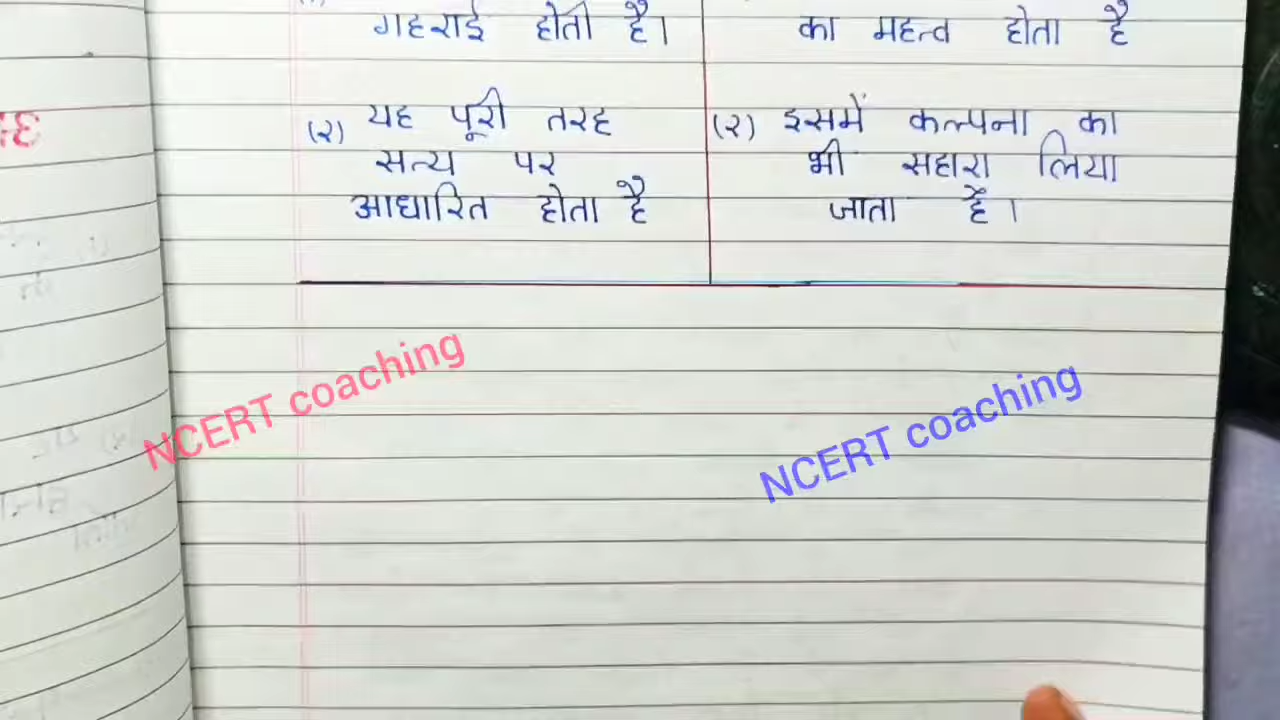 गहराई होती है।
का महत्व होता है
(२) यह पूरी तरह
सत्य पर
आधारित होता है
(२) इसमें कल्पना का
भी सहारा लिया
जाता है।
NCERT coaching
NCERT coaching